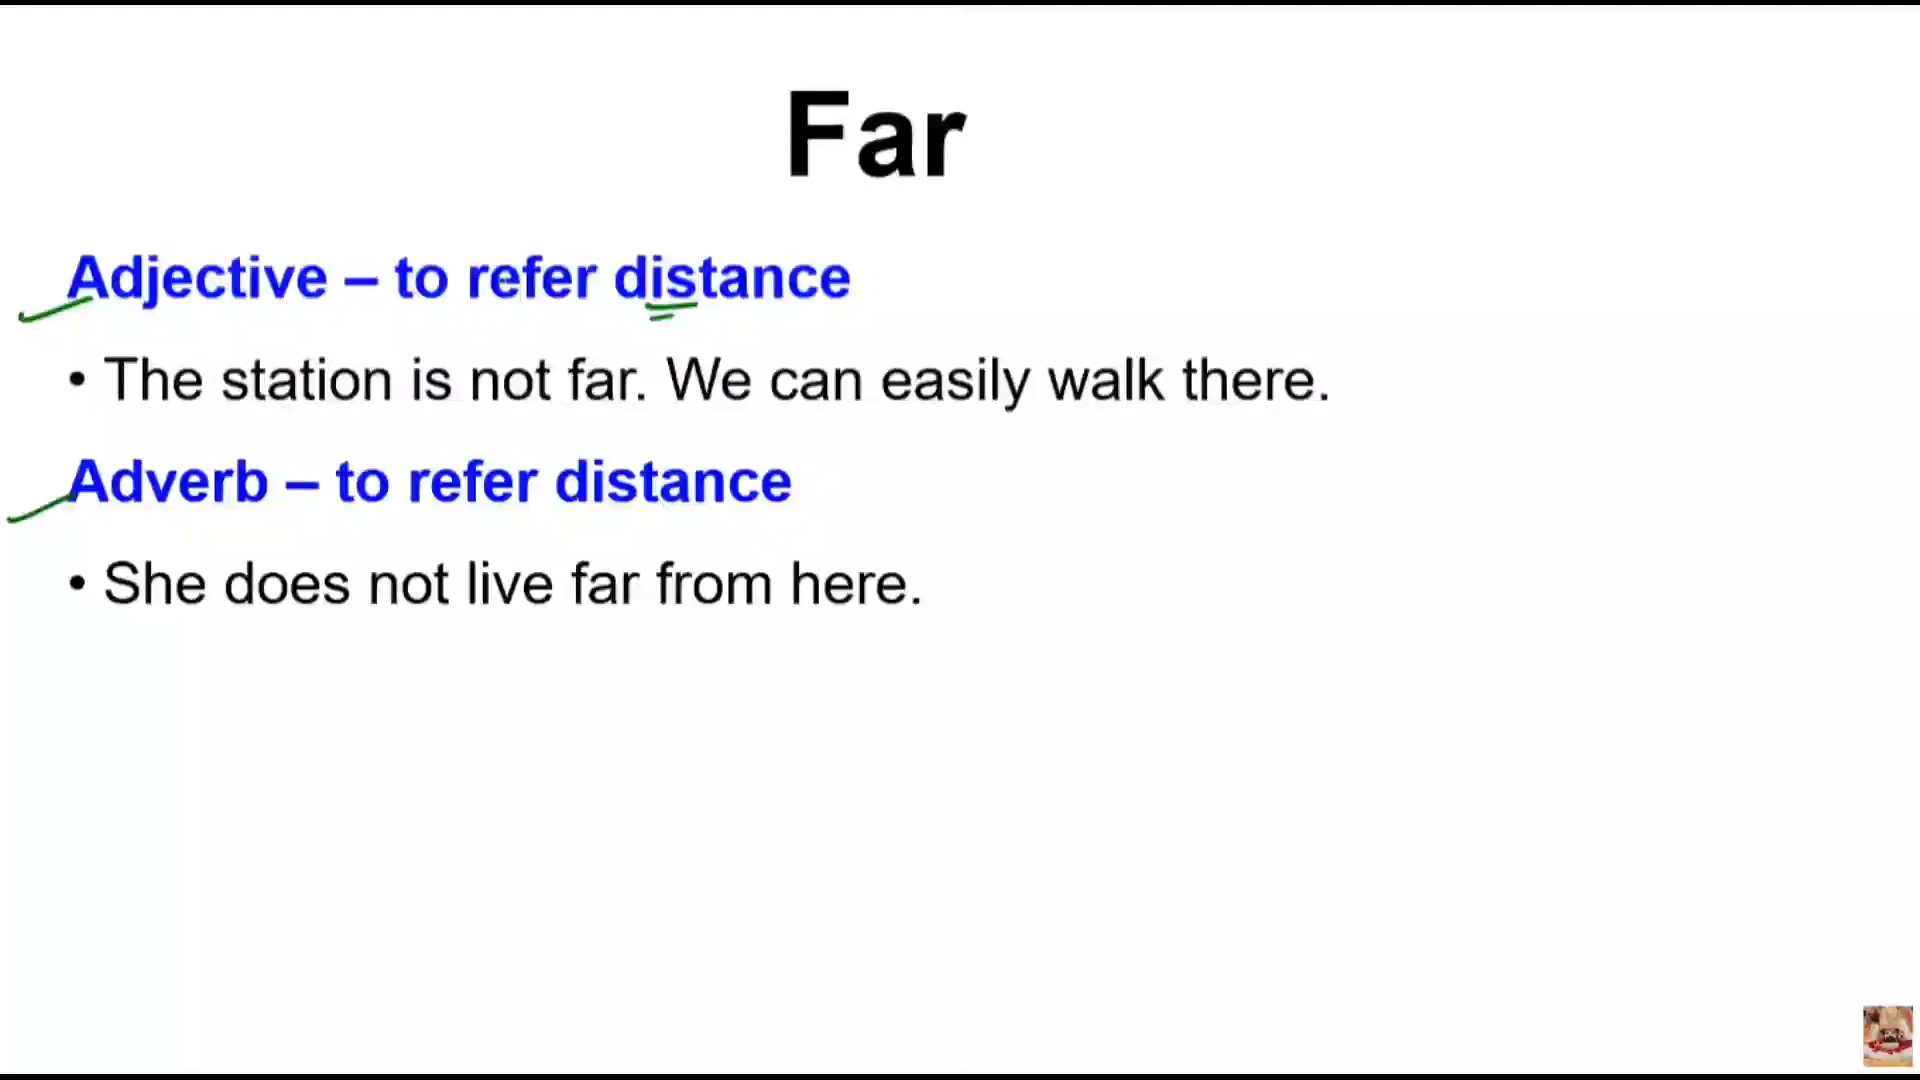 Far
Adjective – to refer distance
• The station is not far. We can easily walk there.
Adverb – to refer distance
• She does not live far from here.